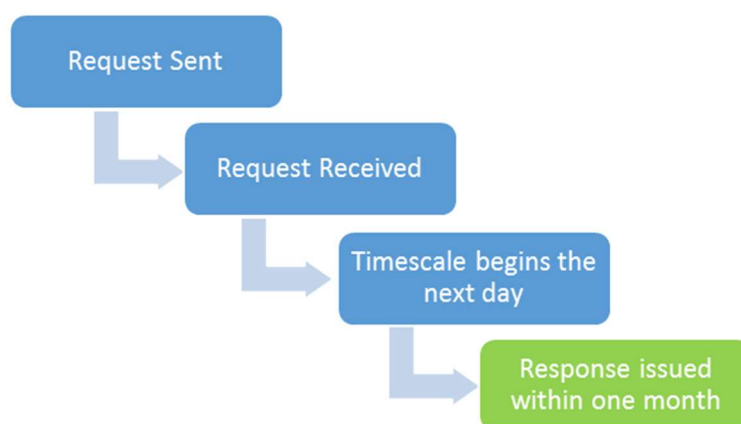 Request Sent
Request Received
Timescale begins the
next day
Response issued
within one month